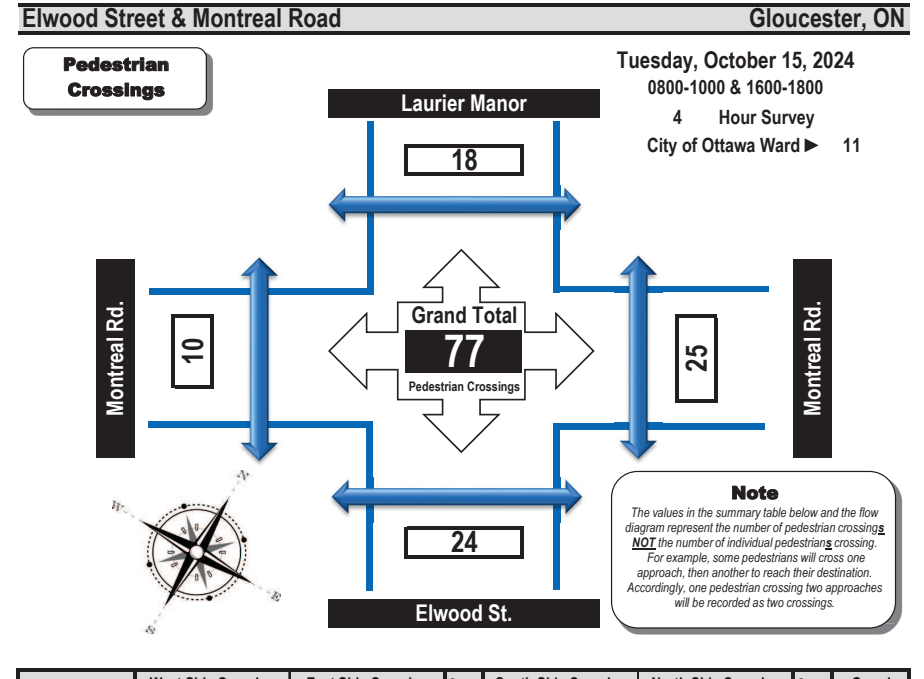 Elwood Street & Montreal Road Gloucester, ON
Pedestrian
Crossings
Tuesday, October 15, 2024
0800-1000 & 1600-1800
4 Hour Survey
City of Ottawa Ward ► 11
Laurier Manor
18
Montreal Rd.
10
Grand Total
77
Pedestrian Crossings
25
Montreal Rd.
N
W
E
S
24
Elwood St.
Note
The values in the summary table below and the flow
diagram represent the number of pedestrian crossings
NOT the number of individual pedestrians crossing.
For example, some pedestrians will cross one
approach, then another to reach their destination.
Accordingly, one pedestrian crossing two approaches
will be recorded as two crossings.